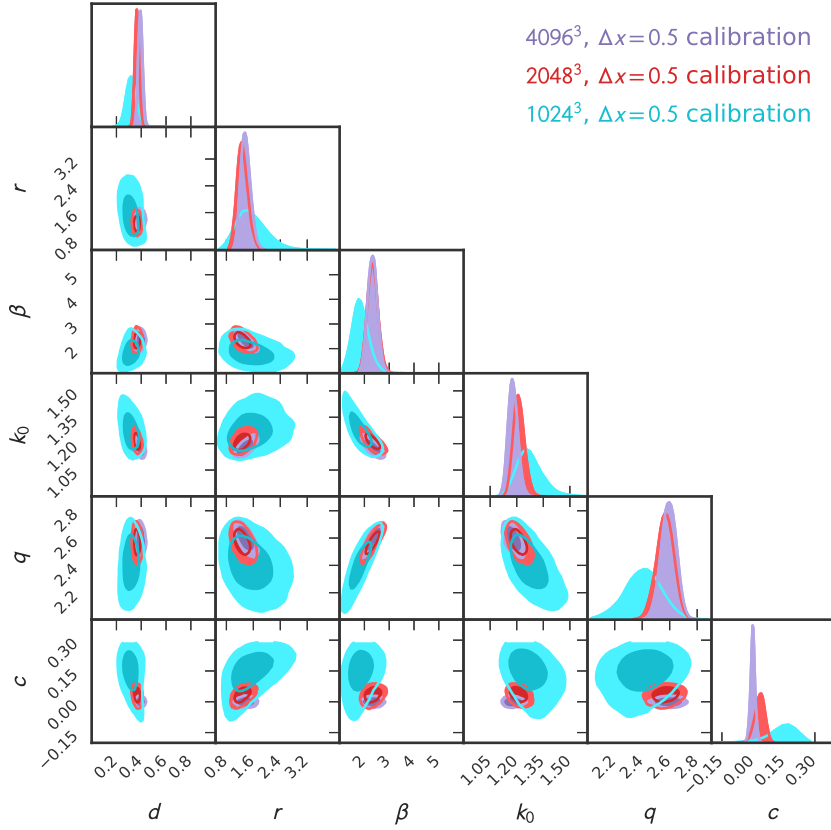 4096³, Δx=0.5 calibration
2048³, Δx=0.5 calibration
1024³, Δx=0.5 calibration
r
3.2
2.4
1.6
0.8
β
5
4
3
2
k₀
1.50
1.35
1.20
1.05
q
2.8
2.6
2.4
2.2
c
0.30
0.15
0.00
−0.15
0.2 0.4 0.6 0.8 0.8 1.6 2.4 3.2 2 3 4 5 1.05 1.20 1.35 1.50 2.2 2.4 2.6 2.8 −0.15 0.00 0.15 0.30
d r β k₀ q c